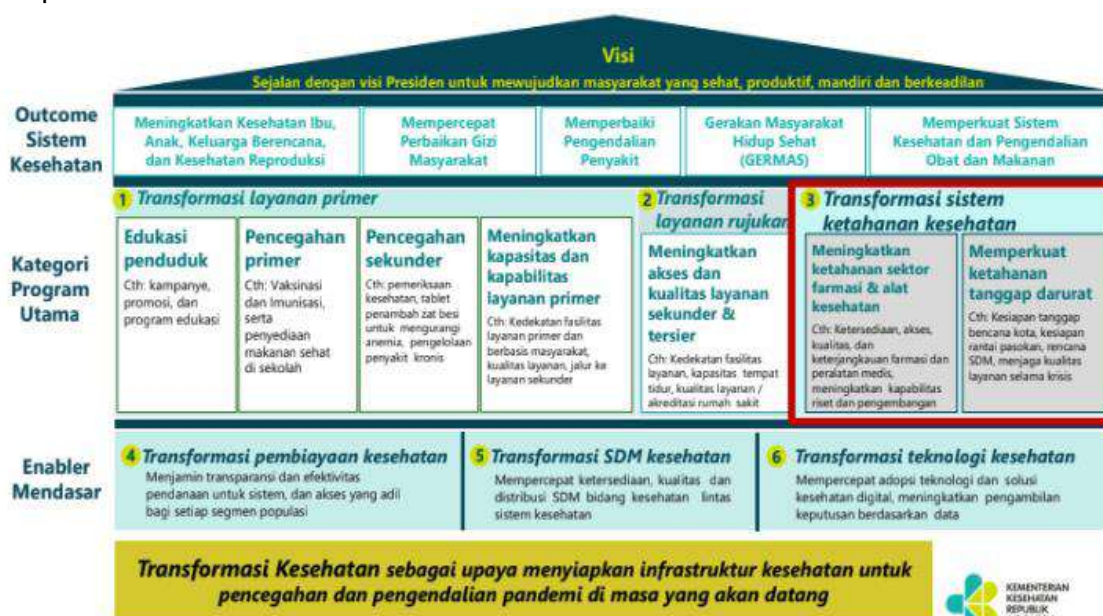 Visi
Sejalan dengan visi Presiden untuk mewujudkan masyarakat yang sehat, produktif, mandiri dan berkeadilan
Outcome
Sistem
Kesehatan
Meningkatkan Kesehatan Ibu,
Anak, Keluarga Berencana,
dan Kesehatan Reproduksi
Mempercepat
Perbaikan Gizi
Masyarakat
Memperbaiki
Pengendalian
Penyakit
Gerakan Masyarakat
Hidup Sehat
(GERMAS)
Memperkuat Sistem
Kesehatan dan Pengendalian
Obat dan Makanan
Kategori
Program
Utama
1 Transformasi layanan primer
Edukasi
penduduk
Cth: kampanye,
promosi, dan
program edukasi
Pencegahan
primer
Cth: Vaksinasi
dan Imunisasi,
serta
penyediaan
makanan sehat
di sekolah
Pencegahan
sekunder
Cth: pemeriksaan
kesehatan, tablet
penambah zat besi
untuk mengurangi
anemia, pengelolaan
penyakit kronis
Meningkatkan
kapasitas dan
kapabilitas
layanan primer
Cth: Kedekatan fasilitas
layanan primer dan
berbasis masyarakat,
kualitas layanan, jalur ke
layanan sekunder
2 Transformasi
layanan rujukan
Meningkatkan
akses dan
kualitas layanan
sekunder &
tersier
Cth: Kedekatan fasilitas
layanan, kapasitas tempat
tidur, kualitas layanan /
akreditasi rumah sakit
3 Transformasi sistem
ketahanan kesehatan
Meningkatkan
ketahanan sektor
farmasi & alat
kesehatan
Cth: Ketersediaan, akses,
kualitas, dan
keterjangkauan farmasi dan
peralatan medis,
meningkatkan kapabilitas
riset dan pengembangan
Memperkuat
ketahanan
tanggap darurat
Cth: Kesiapan tanggap
bencana kota, kesiapan
rantai pasokan, rencana
SDM, menjaga kualitas
layanan selama krisis
Enabler
Mendasar
4 Transformasi pembiayaan kesehatan
Menjamin transparansi dan efektivitas
pendanaan untuk sistem, dan akses yang adil
bagi setiap segmen populasi
5 Transformasi SDM kesehatan
Mempercepat ketersediaan, kualitas dan
distribusi SDM bidang kesehatan lintas
sistem kesehatan
6 Transformasi teknologi kesehatan
Mempercepat adopsi teknologi dan solusi
kesehatan digital, meningkatkan pengambilan
keputusan berdasarkan data
Transformasi Kesehatan sebagai upaya menyiapkan infrastruktur kesehatan untuk
pencegahan dan pengendalian pandemi di masa yang akan datang
KEMENTERIAN
KESEHATAN
REPUBLIK